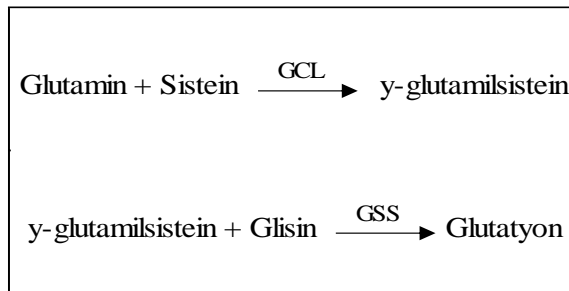 GCL
Glutamin + Sistein → y-glutamilsistein
GSS
y-glutamilsistein + Glisin → Glutatyon